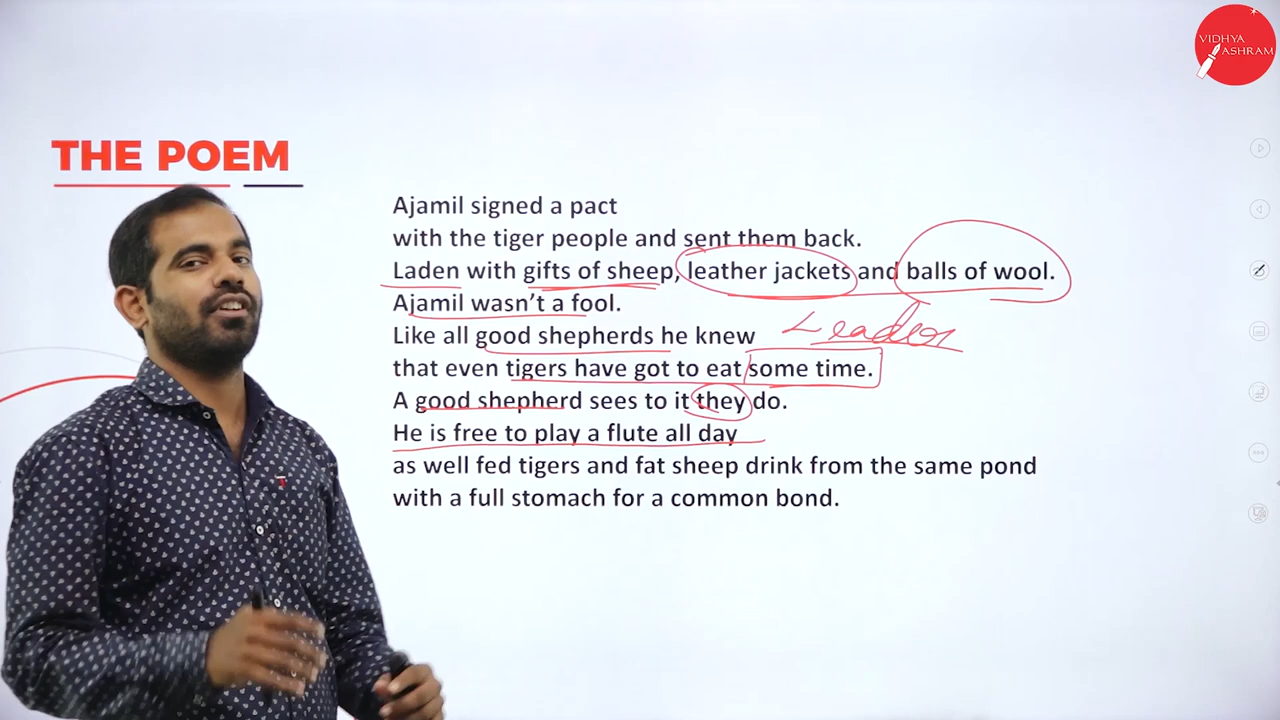 VIDHYA
ASHRAM
THE POEM
Ajamil signed a pact
with the tiger people and sent them back.
Laden with gifts of sheep, leather jackets and balls of wool.
Ajamil wasn't a fool.
Like all good shepherds he knew
Leader
that even tigers have got to eat some time.
A good shepherd sees to it they do.
He is free to play a flute all day
as well fed tigers and fat sheep drink from the same pond
with a full stomach for a common bond.